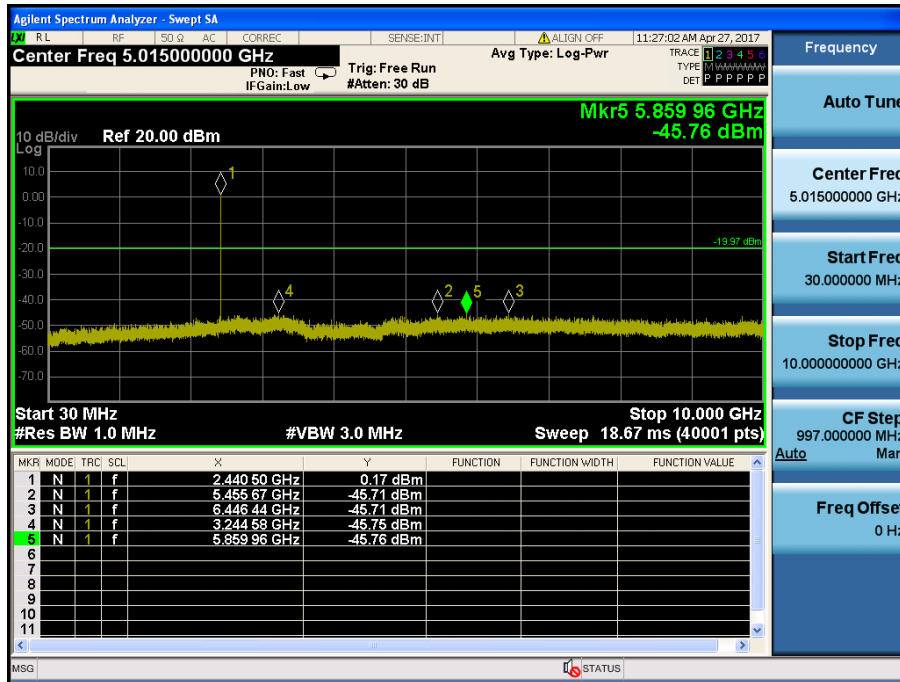 Agilent Spectrum Analyzer - Swept SA
LXI RL RF 50 Ω AC CORREC SENSE:INT ALIGN OFF 11:27:02 AM Apr 27, 2017
Center Freq 5.015000000 GHz
PNO: Fast
IFGain:Low
Trig: Free Run
#Atten: 30 dB
Avg Type: Log-Pwr
TRACE 1 2 3 4 5 6
TYPE M W W W W W
DET P P P P P P
Mkr5 5.859 96 GHz
-45.76 dBm
10 dB/div Ref 20.00 dBm
Log
10.0
0.00
-10.0
-20.0
-30.0
-40.0
-50.0
-60.0
-70.0
1
4
2
5
3
-19.97 dBm
Start 30 MHz Stop 10.000 GHz
#Res BW 1.0 MHz #VBW 3.0 MHz Sweep 18.67 ms (40001 pts)
MKR MODE TRC SCL X Y FUNCTION FUNCTION WIDTH FUNCTION VALUE
1 N 1 f 2.440 50 GHz 0.17 dBm
2 N 1 f 5.455 67 GHz -45.71 dBm
3 N 1 f 6.446 44 GHz -45.71 dBm
4 N 1 f 3.244 58 GHz -45.75 dBm
5 N 1 f 5.859 96 GHz -45.76 dBm
6
7
8
9
10
11
MSG STATUS
Frequency
Auto Tune
Center Freq
5.015000000 GHz
Start Freq
30.000000 MHz
Stop Freq
10.000000000 GHz
CF Step
997.000000 MHz
Auto Man
Freq Offset
0 Hz